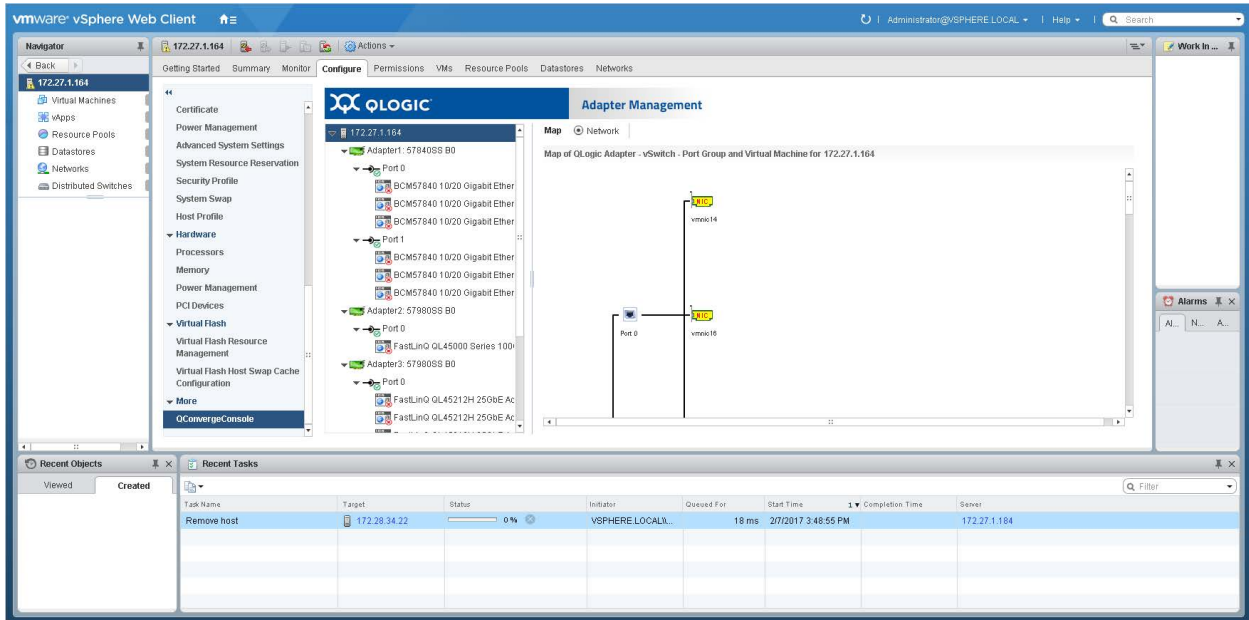 vmware® vSphere Web Client
Administrator@VSPHERE.LOCAL
Help
Search
Navigator
Back
172.27.1.164
Virtual Machines
vApps
Resource Pools
Datastores
Networks
Distributed Switches
172.27.1.164
Actions
Getting Started Summary Monitor Configure Permissions VMs Resource Pools Datastores Networks
Certificate
Power Management
Advanced System Settings
System Resource Reservation
Security Profile
System Swap
Host Profile
Hardware
Processors
Memory
Power Management
PCI Devices
Virtual Flash
Virtual Flash Resource
Management
Virtual Flash Host Swap Cache
Configuration
More
QConvergeConsole
QLOGIC
Adapter Management
172.27.1.164
Adapter1: 57840SS B0
Port 0
BCM57840 10/20 Gigabit Ether
BCM57840 10/20 Gigabit Ether
BCM57840 10/20 Gigabit Ether
Port 1
BCM57840 10/20 Gigabit Ether
BCM57840 10/20 Gigabit Ether
BCM57840 10/20 Gigabit Ether
Adapter2: 57980SS B0
Port 0
FastLinQ QL45000 Series 100
Adapter3: 57980SS B0
Port 0
FastLinQ QL45212H 25GbE Ad
FastLinQ QL45212H 25GbE Ad
Map Network
Map of QLogic Adapter - vSwitch - Port Group and Virtual Machine for 172.27.1.164
NIC
vmnic14
Port 0
NIC
vmnic16
Work In ...
Alarms
Al... N... A...
Recent Objects
Viewed Created
Recent Tasks
Filter
Task Name Target Status Initiator Queued For Start Time 1 Completion Time Server
Remove host 172.28.34.22 0 % VSPHERE.LOCAL\\... 18 ms 2/7/2017 3:48:55 PM 172.27.1.184